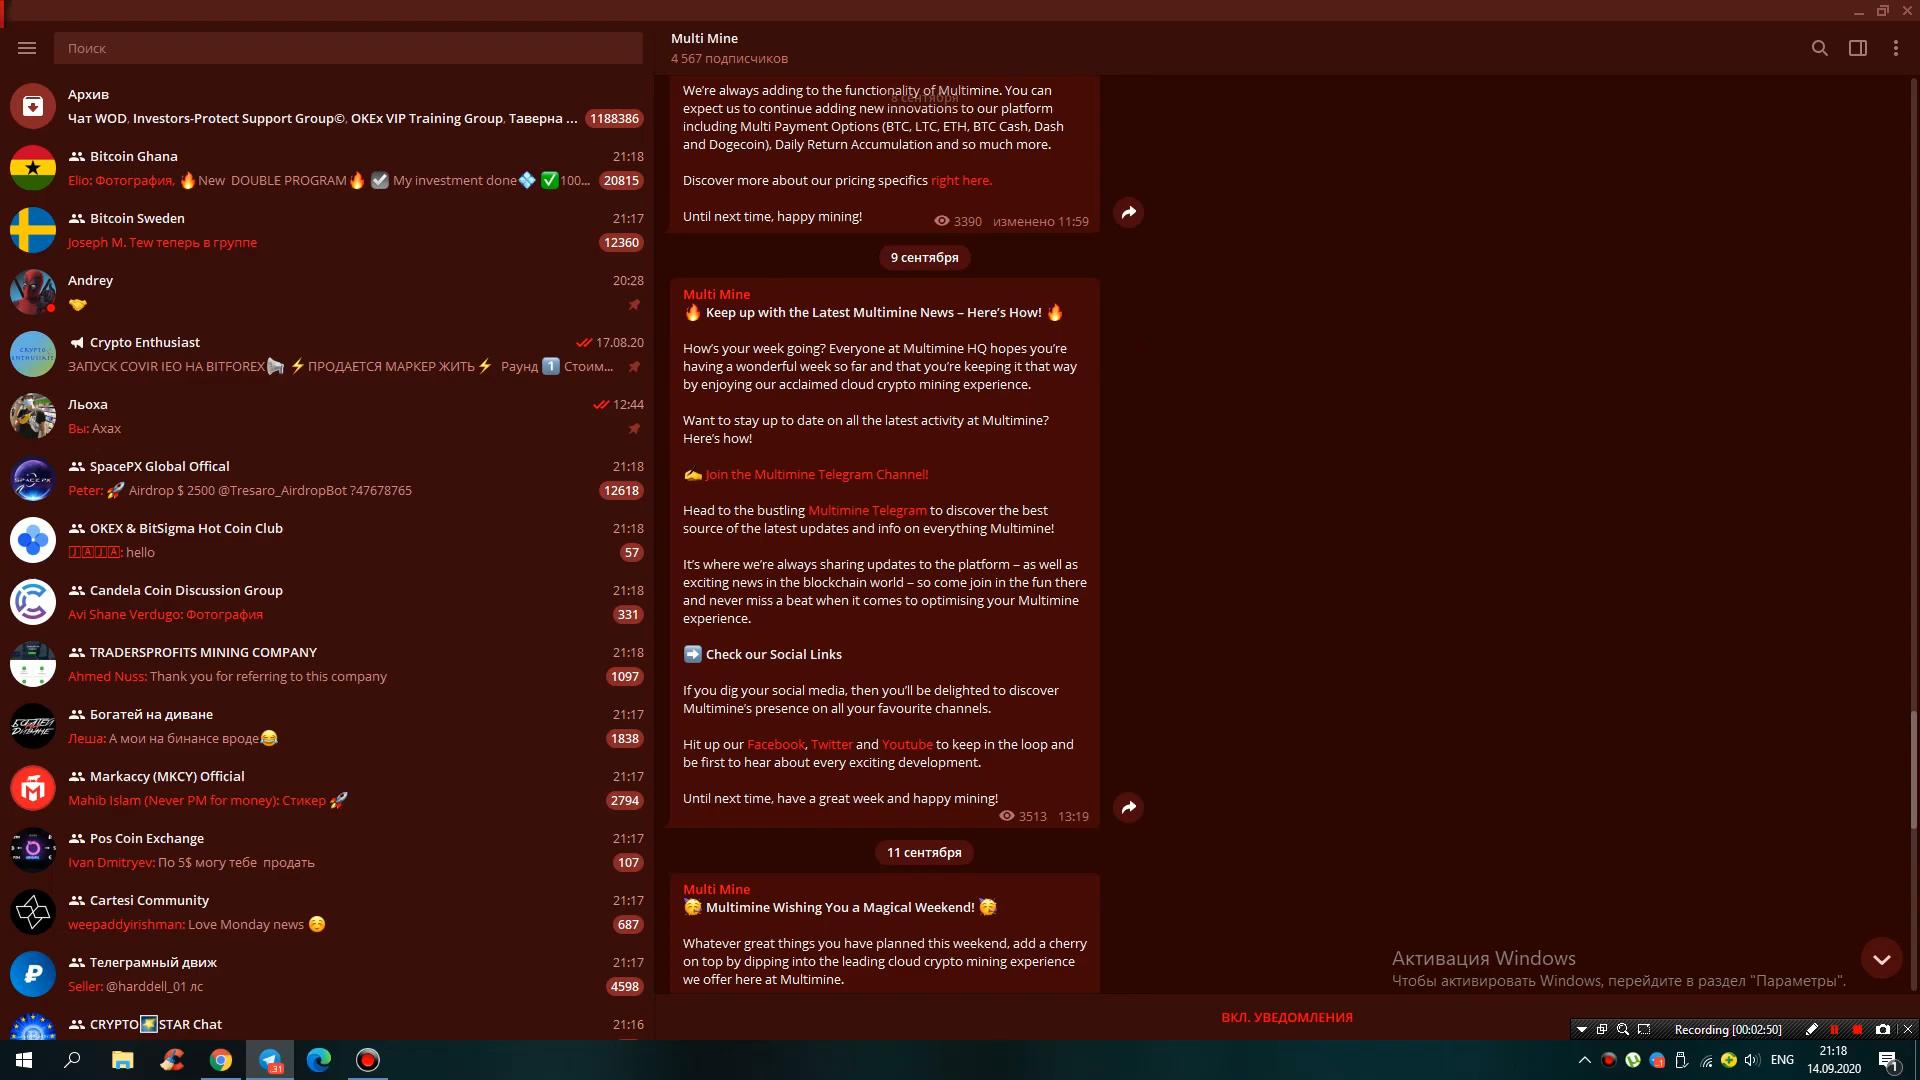 Поиск
Архив
Чат WOD, Investors-Protect Support Group©, OKEx VIP Training Group, Таверна ... 1188386
Bitcoin Ghana 21:18
Elio: Фотография, 🔥New DOUBLE PROGRAM🔥 ☑️ My investment done💠 ✅100... 20815
Bitcoin Sweden 21:17
Joseph M. Tew теперь в группе 12360
Andrey 20:28
🤝
Crypto Enthusiast 17.08.20
ЗАПУСК COVIR IEO НА BITFOREX📢 ⚡ПРОДАЕТСЯ МАРКЕР ЖИТЬ⚡ Раунд 1️⃣ Стоим...
Льоха 12:44
Вы: Ахах
SpacePX Global Offical 21:18
Peter: 🚀 Airdrop $ 2500 @Tresaro_AirdropBot ?47678765 12618
OKEX & BitSigma Hot Coin Club 21:18
🄹🄰🄹🄰: hello 57
Candela Coin Discussion Group 21:18
Avi Shane Verdugo: Фотография 331
TRADERSPROFITS MINING COMPANY 21:18
Ahmed Nuss: Thank you for referring to this company 1097
Богатей на диване 21:17
Леша: А мои на бинансе вроде😂 1838
Markaccy (MKCY) Official 21:17
Mahib Islam (Never PM for money): Стикер 🚀 2794
Pos Coin Exchange 21:17
Ivan Dmitryev: По 5$ могу тебе продать 107
Cartesi Community 21:17
weepaddyirishman: Love Monday news ☺️ 687
Телеграмный движ 21:17
Seller: @harddell_01 лс 4598
CRYPTO🌟STAR Chat 21:16
Multi Mine
4 567 подписчиков
8 сентября
We're always adding to the functionality of Multimine. You can
expect us to continue adding new innovations to our platform
including Multi Payment Options (BTC, LTC, ETH, BTC Cash, Dash
and Dogecoin), Daily Return Accumulation and so much more.
Discover more about our pricing specifics right here.
Until next time, happy mining!
3390 изменено 11:59
9 сентября
Multi Mine
🔥 Keep up with the Latest Multimine News – Here's How! 🔥
How's your week going? Everyone at Multimine HQ hopes you're
having a wonderful week so far and that you're keeping it that way
by enjoying our acclaimed cloud crypto mining experience.
Want to stay up to date on all the latest activity at Multimine?
Here's how!
✍️ Join the Multimine Telegram Channel!
Head to the bustling Multimine Telegram to discover the best
source of the latest updates and info on everything Multimine!
It's where we're always sharing updates to the platform – as well as
exciting news in the blockchain world – so come join in the fun there
and never miss a beat when it comes to optimising your Multimine
experience.
➡️ Check our Social Links
If you dig your social media, then you'll be delighted to discover
Multimine's presence on all your favourite channels.
Hit up our Facebook, Twitter and Youtube to keep in the loop and
be first to hear about every exciting development.
Until next time, have a great week and happy mining!
3513 13:19
11 сентября
Multi Mine
🥳 Multimine Wishing You a Magical Weekend! 🥳
Whatever great things you have planned this weekend, add a cherry
on top by dipping into the leading cloud crypto mining experience
we offer here at Multimine.
Активация Windows
Чтобы активировать Windows, перейдите в раздел "Параметры".
ВКЛ. УВЕДОМЛЕНИЯ
Recording [00:02:50]
ENG
21:18
14.09.2020